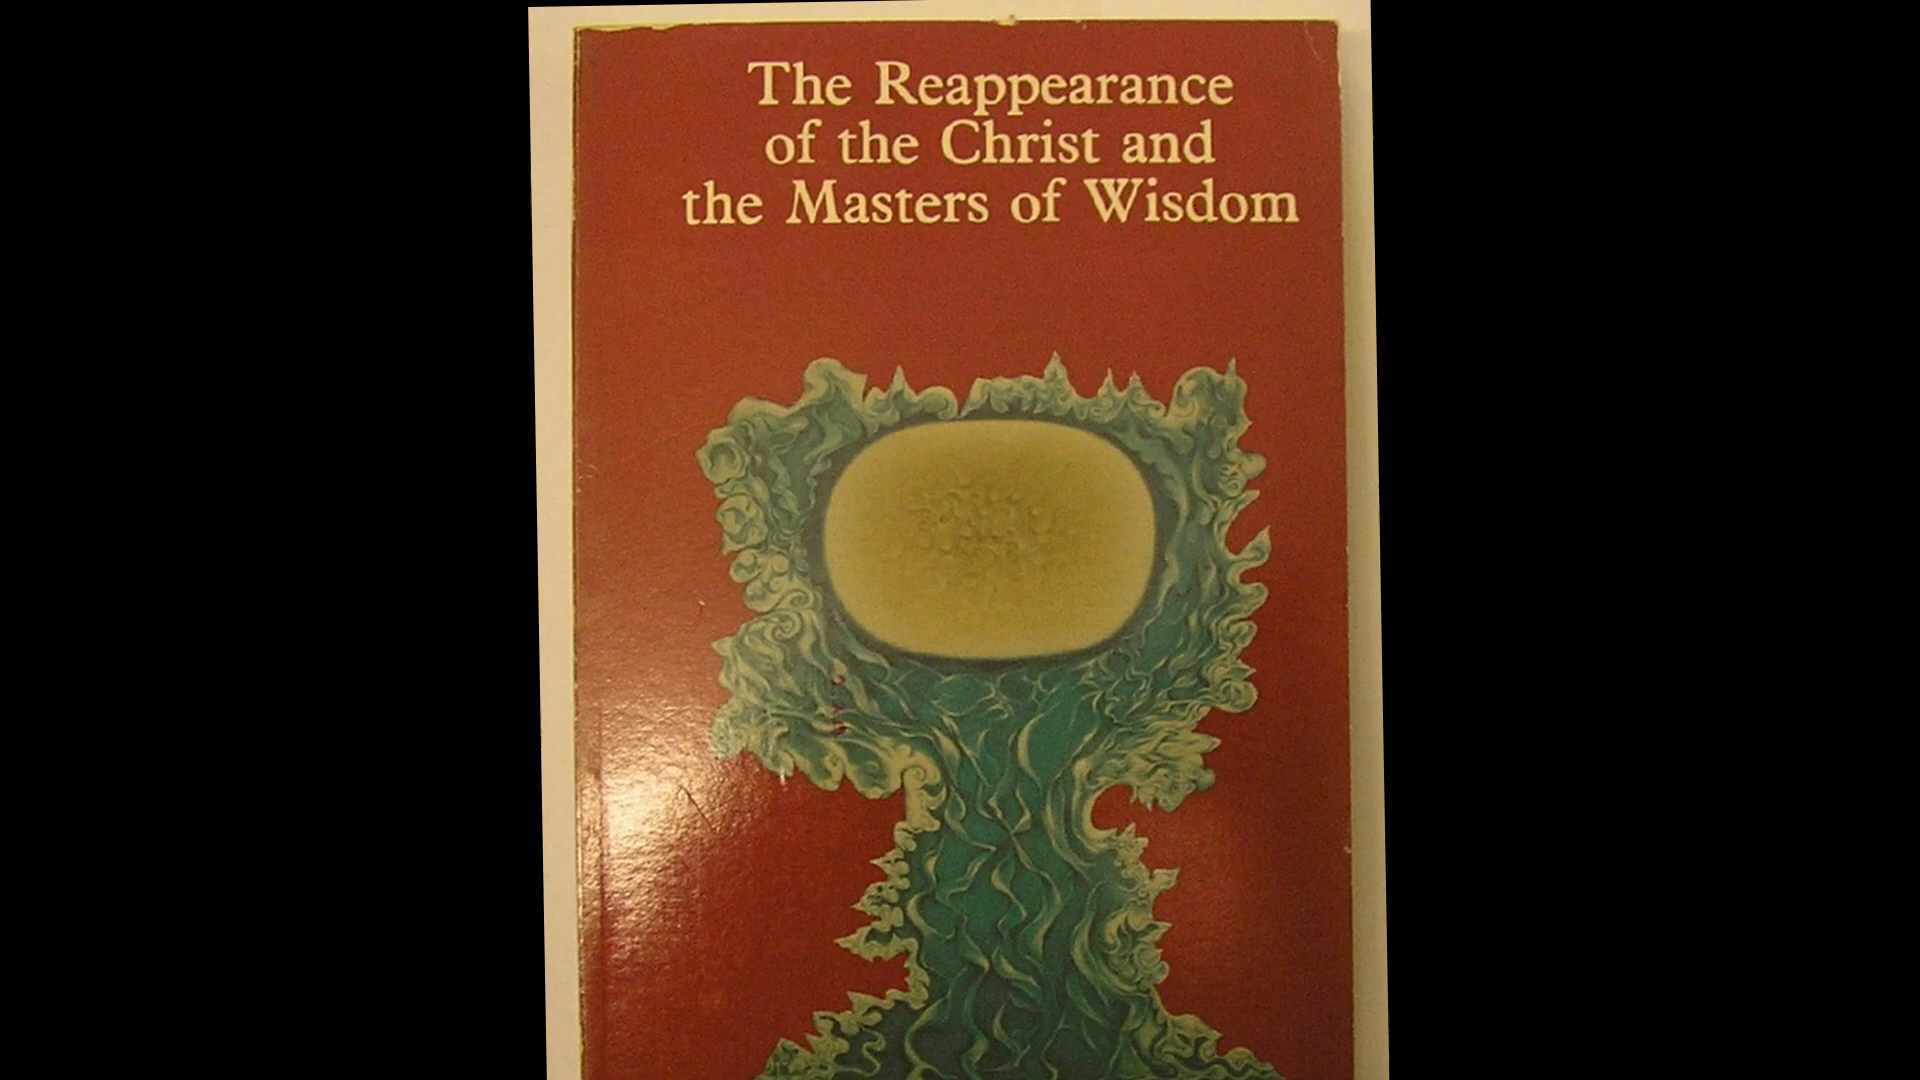 The Reappearance
of the Christ and
the Masters of Wisdom